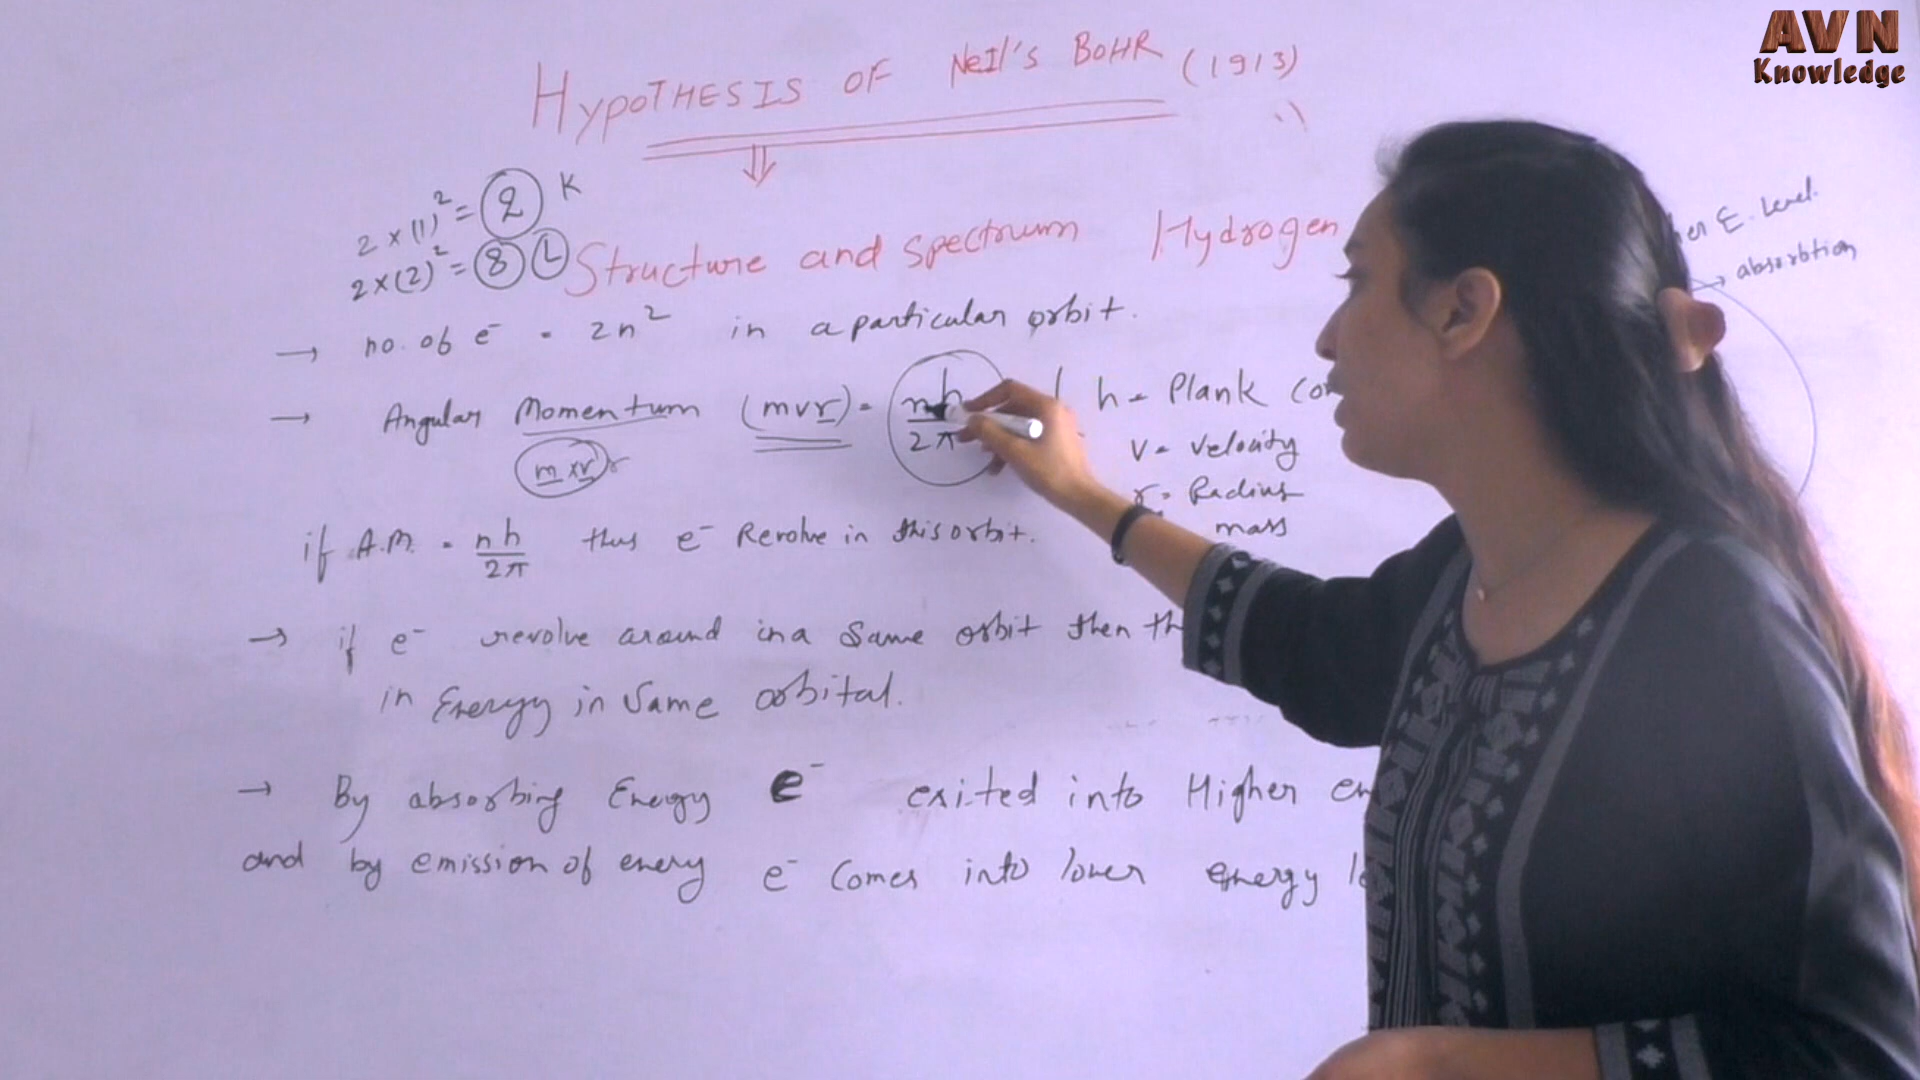 AVN
Knowledge
HypoTHESIS OF NeIl's BOHR (1913)
2 × (1)² = 2 K
2 × (2)² = 8 L
Structure and spectrum Hydrogen
E. level.
→ absorbtion
→ no. of e⁻ = 2n² in a particular orbit.
→ Angular Momentum (mvr) = nh/2π
h = Plank
v = velocity
r = Radius
mass
m × v r
if A.M. = nh/2π thus e⁻ Revolve in this orbit.
→ if e⁻ revolve around in a Same orbit then
in Energy in Same orbital.
→ By absorbing Energy e⁻ exited into Higher
and by emission of enery e⁻ Comes into lower energy